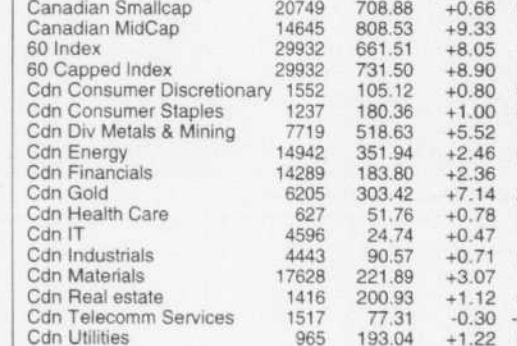 Canadian Smallcap 20749 708.88 +0.66
Canadian MidCap 14645 808.53 +9.33
60 Index 29932 661.51 +8.05
60 Capped Index 29932 731.50 +8.90
Cdn Consumer Discretionary 1552 105.12 +0.80
Cdn Consumer Staples 1237 180.36 +1.00
Cdn Div Metals & Mining 7719 518.63 +5.52
Cdn Energy 14942 351.94 +2.46
Cdn Financials 14289 183.80 +2.36
Cdn Gold 6205 303.42 +7.14
Cdn Health Care 627 51.76 +0.78
Cdn IT 4596 24.74 +0.47
Cdn Industrials 4443 90.57 +0.71
Cdn Materials 17628 221.89 +3.07
Cdn Real estate 1416 200.93 +1.12
Cdn Telecomm Services 1517 77.31 -0.30 -
Cdn Utilities 965 193.04 +1.22